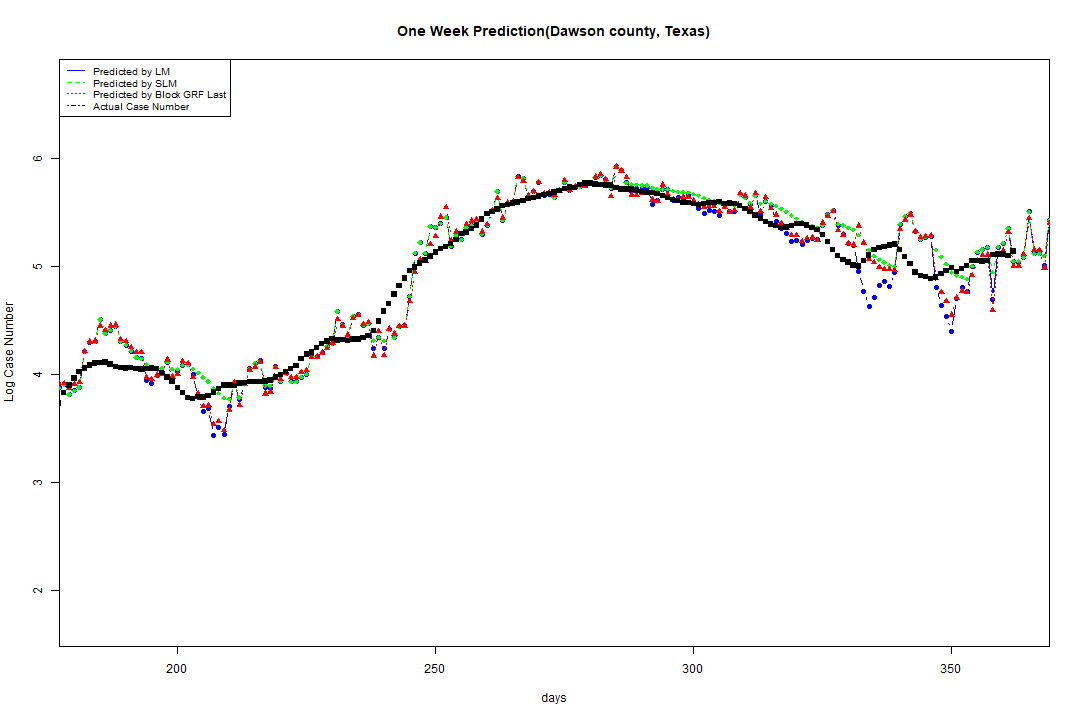 One Week Prediction(Dawson county, Texas)
Predicted by LM
Predicted by SLM
Predicted by Block GRF Last
Actual Case Number
6
5
4
3
2
Log Case Number
200 250 300 350
days